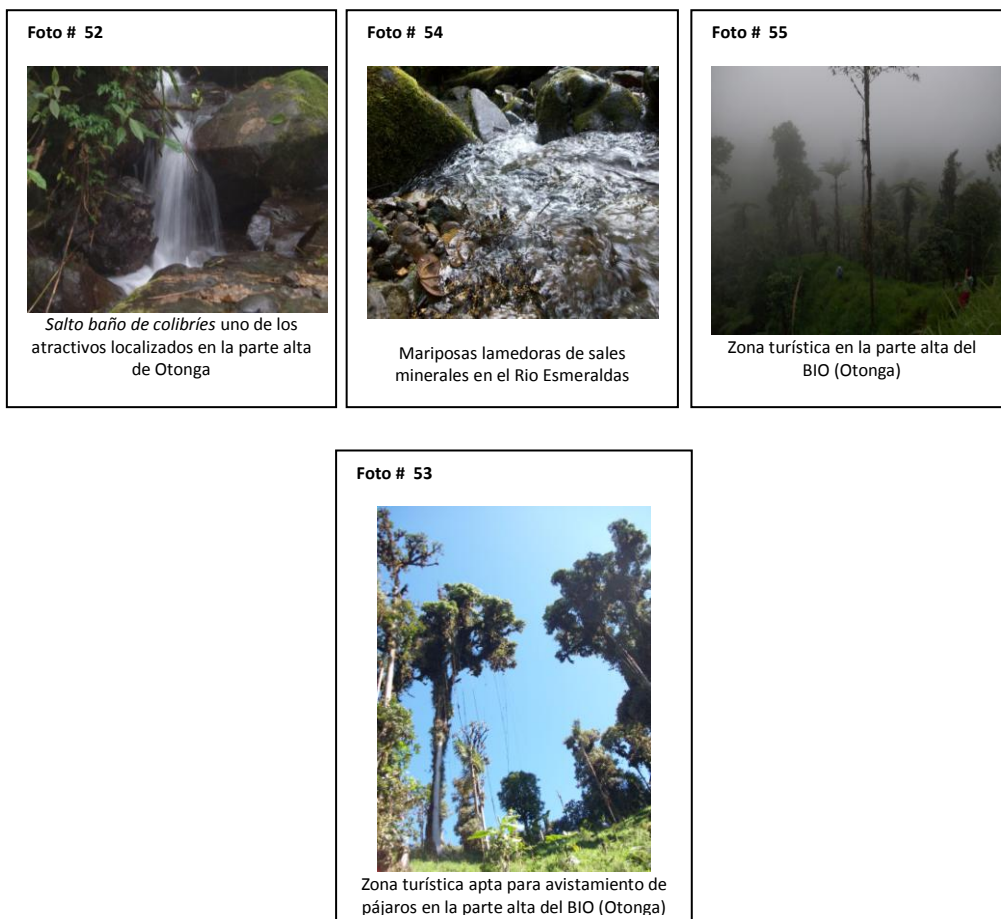 Foto # 52
Salto baño de colibríes uno de los
atractivos localizados en la parte alta
de Otonga
Foto # 54
Mariposas lamedoras de sales
minerales en el Rio Esmeraldas
Foto # 55
Zona turística en la parte alta del
BIO (Otonga)
Foto # 53
Zona turística apta para avistamiento de
pájaros en la parte alta del BIO (Otonga)